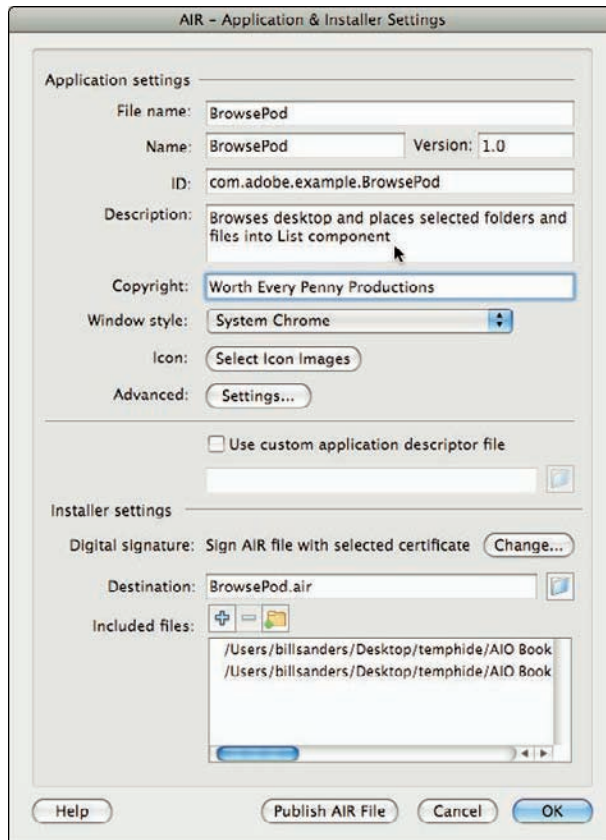 AIR – Application & Installer Settings
Application settings
File name: BrowsePod
Name: BrowsePod Version: 1.0
ID: com.adobe.example.BrowsePod
Description: Browses desktop and places selected folders and
files into List component
Copyright: Worth Every Penny Productions
Window style: System Chrome
Icon: Select Icon Images
Advanced: Settings...
Use custom application descriptor file
Installer settings
Digital signature: Sign AIR file with selected certificate Change...
Destination: BrowsePod.air
Included files:
/Users/billsanders/Desktop/temphide/AIO Book
/Users/billsanders/Desktop/temphide/AIO Book
Help Publish AIR File Cancel OK